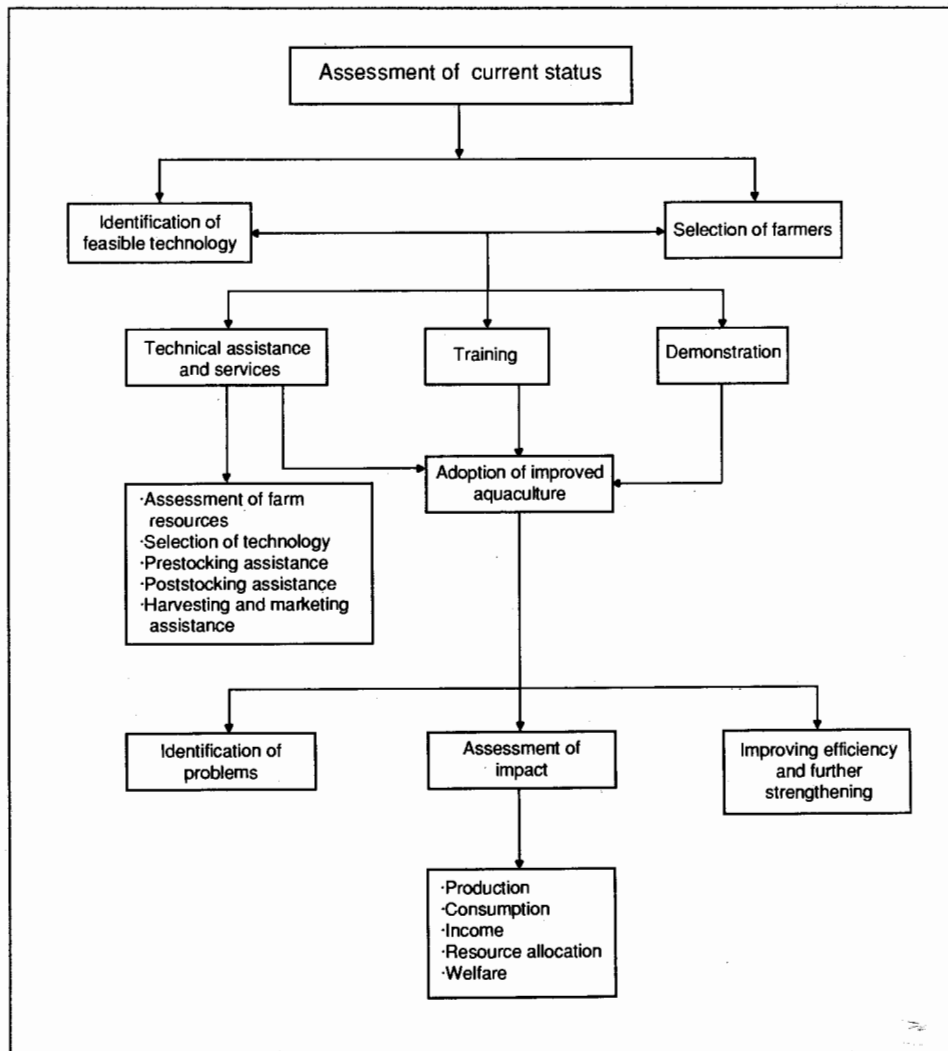 Assessment of current status
Identification of
feasible technology
Selection of farmers
Technical assistance
and services
Training
Demonstration
Adoption of improved
aquaculture
·Assessment of farm
resources
·Selection of technology
·Prestocking assistance
·Poststocking assistance
·Harvesting and marketing
assistance
Identification of
problems
Assessment of
impact
Improving efficiency
and further
strengthening
·Production
·Consumption
·Income
·Resource allocation
·Welfare